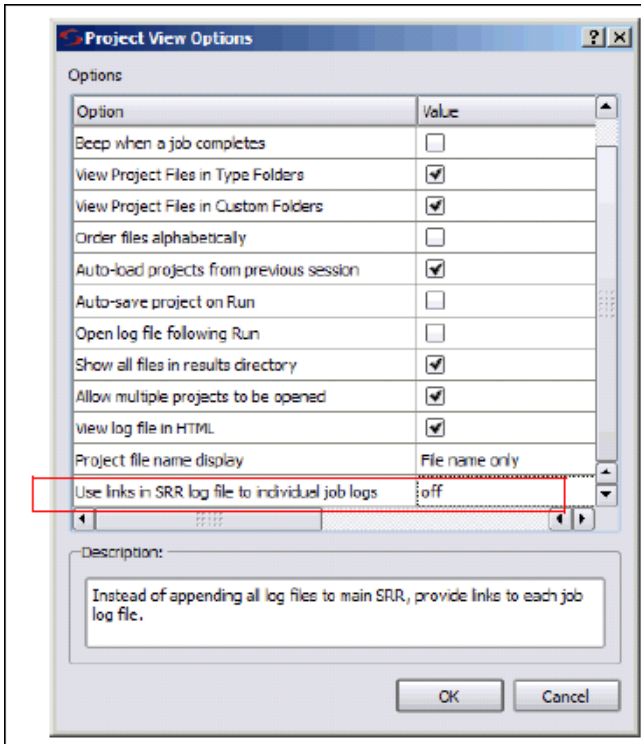 Project View Options
Options
Option Value
Beep when a job completes
View Project Files in Type Folders
View Project Files in Custom Folders
Order files alphabetically
Auto-load projects from previous session
Auto-save project on Run
Open log file following Run
Show all files in results directory
Allow multiple projects to be opened
View log file in HTML
Project file name display File name only
Use links in SRR log file to individual job logs off
Description:
Instead of appending all log files to main SRR, provide links to each job
log file.
OK Cancel